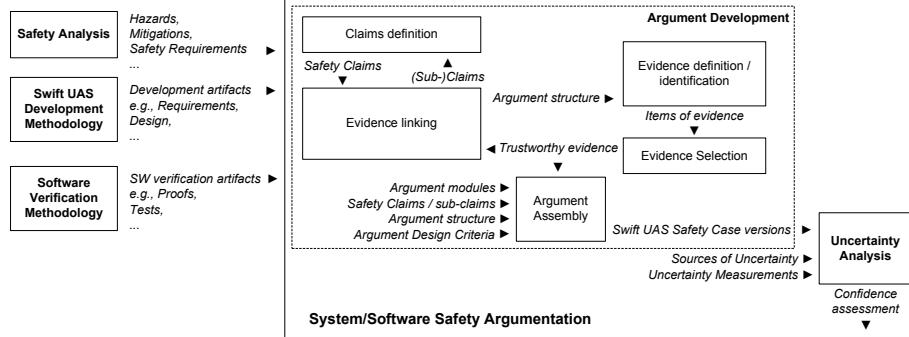 Safety Analysis
Hazards,
Mitigations,
Safety Requirements
...
Swift UAS
Development
Methodology
Development artifacts
e.g., Requirements,
Design,
...
Software
Verification
Methodology
SW verification artifacts
e.g., Proofs,
Tests,
...
Argument Development
Claims definition
Safety Claims
(Sub-)Claims
Evidence linking
Argument structure
Evidence definition /
identification
Items of evidence
Evidence Selection
Trustworthy evidence
Argument modules
Safety Claims / sub-claims
Argument structure
Argument Design Criteria
Argument
Assembly
Swift UAS Safety Case versions
Sources of Uncertainty
Uncertainty Measurements
Uncertainty
Analysis
Confidence
assessment
System/Software Safety Argumentation